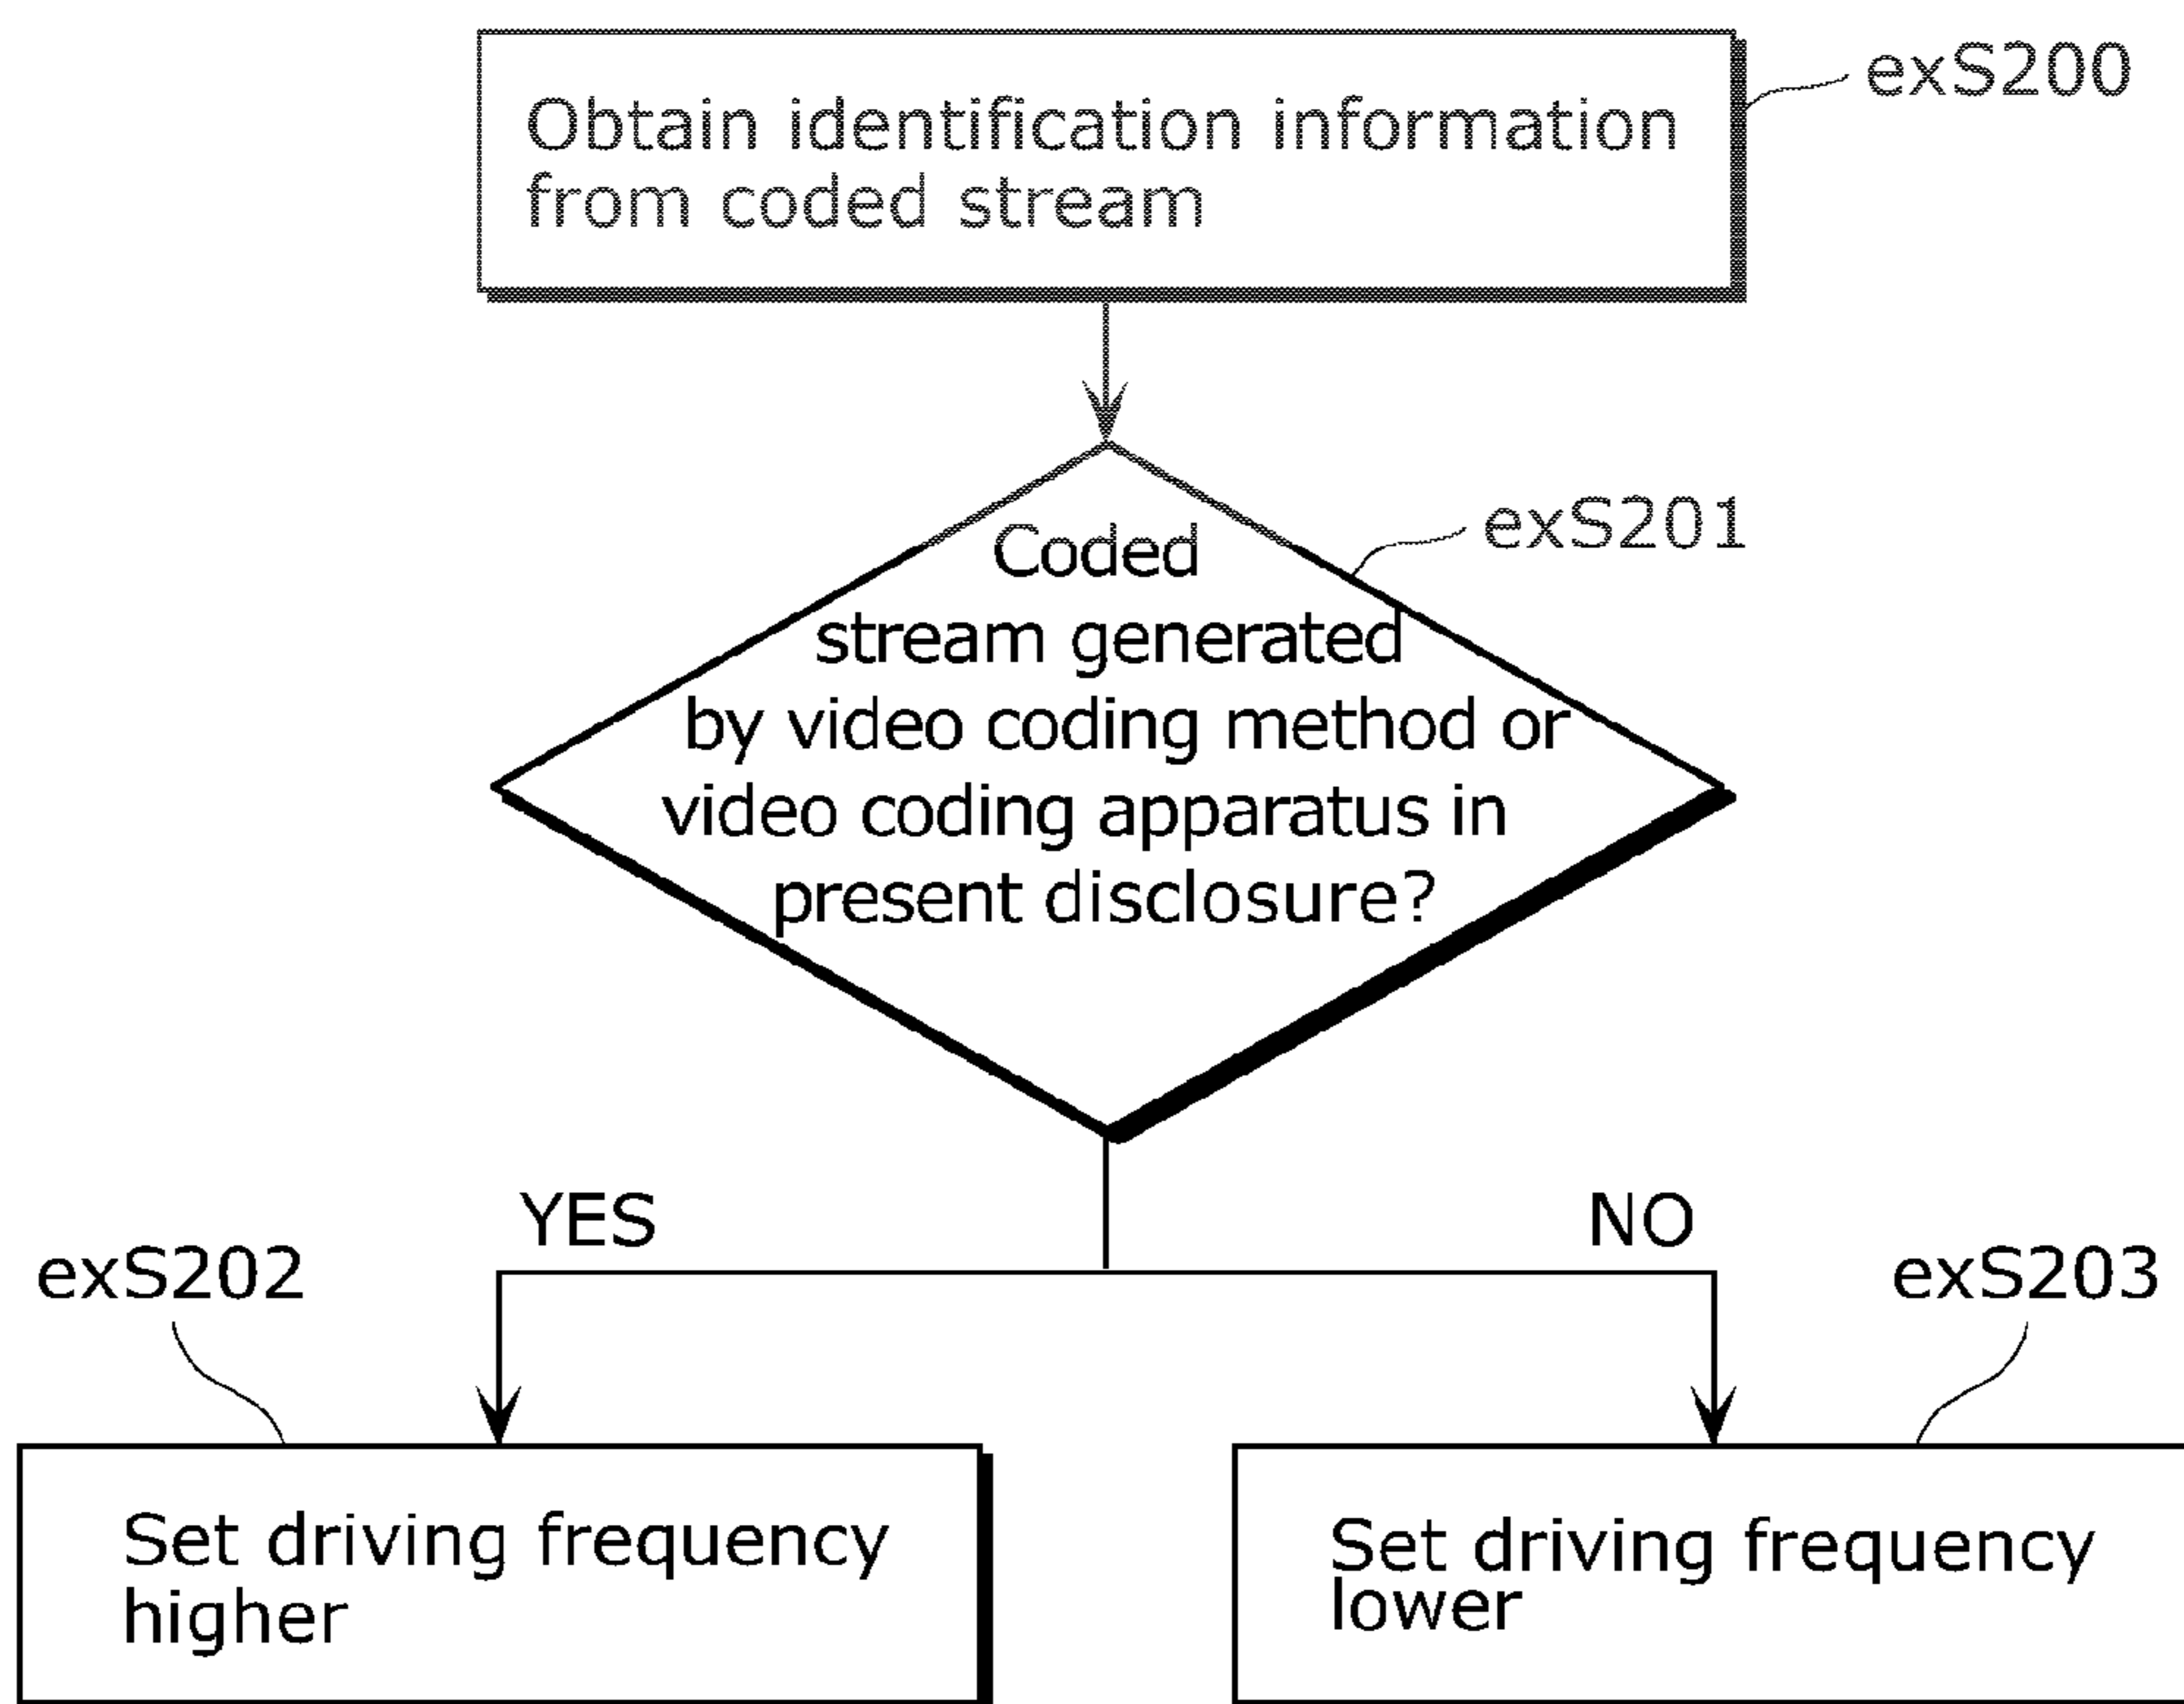 exS200
Obtain identification information
from coded stream
exS201
Coded
stream generated
by video coding method or
video coding apparatus in
present disclosure?
YES
NO
exS202
exS203
Set driving frequency
higher
Set driving frequency
lower